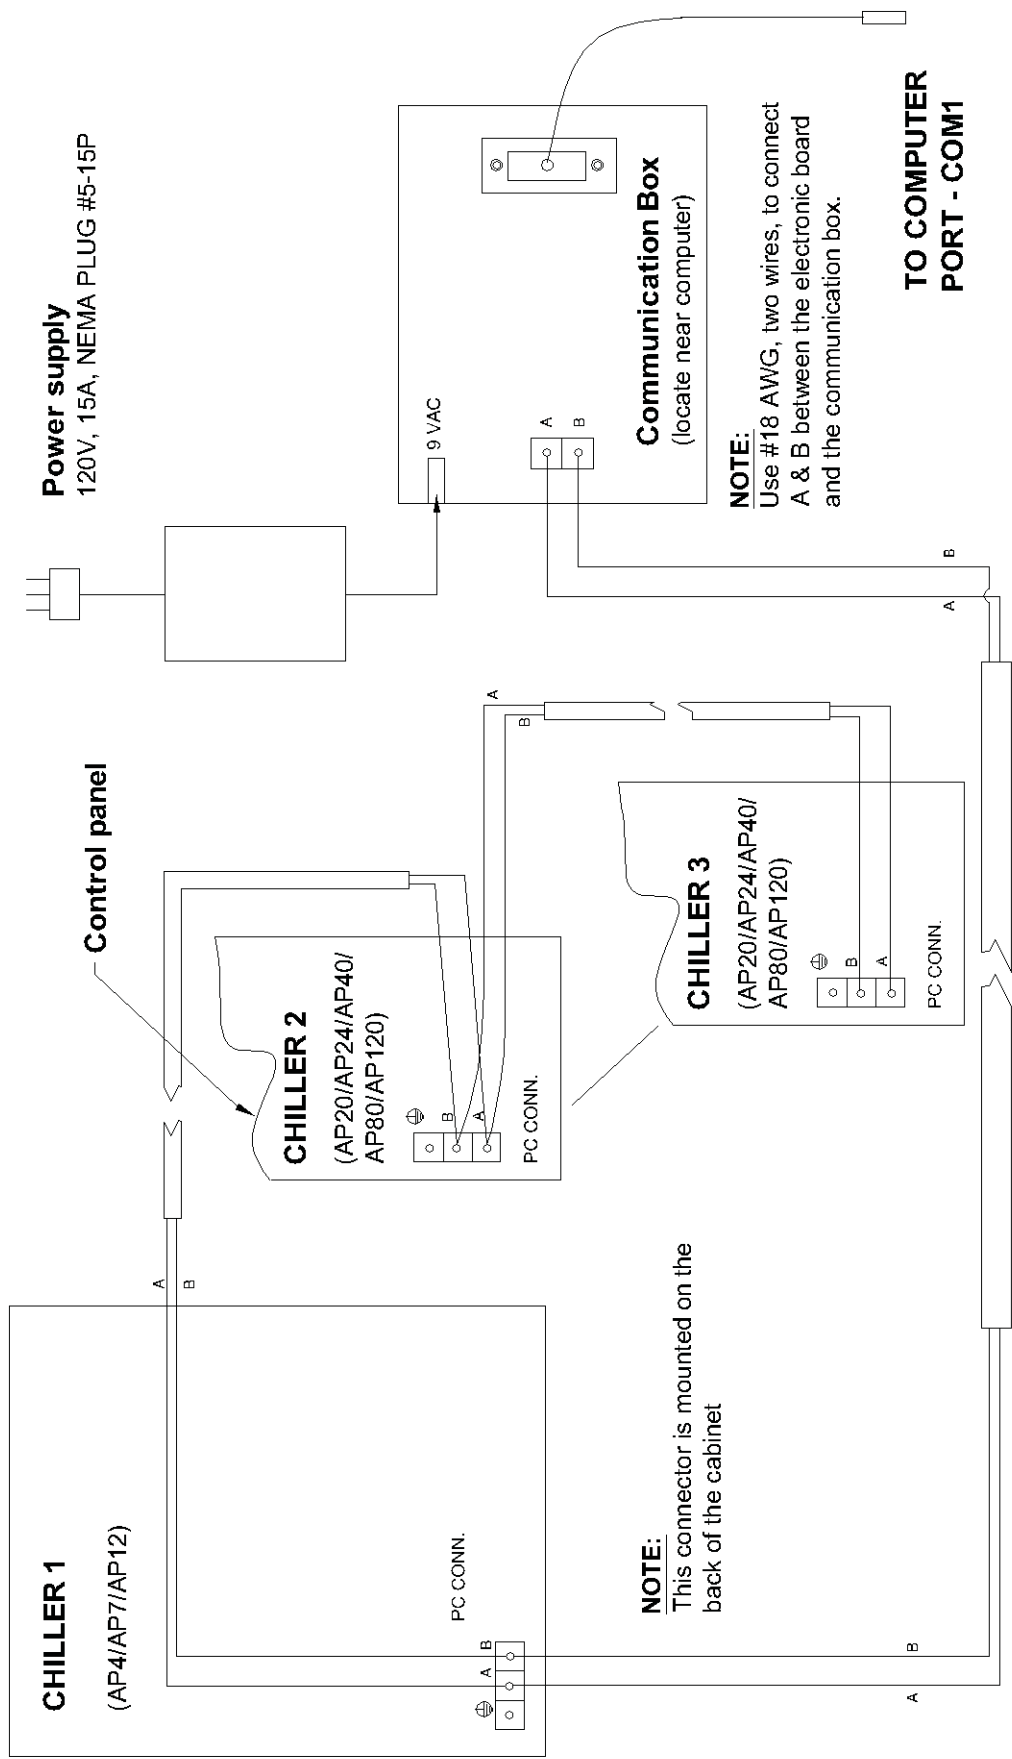 CHILLER 1
(AP4/AP7/AP12)
PC CONN.
A
B
A
B
A
B
NOTE:
This connector is mounted on the
back of the cabinet
Control panel
CHILLER 2
(AP20/AP24/AP40/
AP80/AP120)
B
A
PC CONN.
A
B
CHILLER 3
(AP20/AP24/AP40/
AP80/AP120)
B
A
PC CONN.
Power supply
120V, 15A, NEMA PLUG #5-15P
9 VAC
A
B
Communication Box
(locate near computer)
NOTE:
Use #18 AWG, two wires, to connect
A & B between the electronic board
and the communication box.
A
B
TO COMPUTER
PORT - COM1